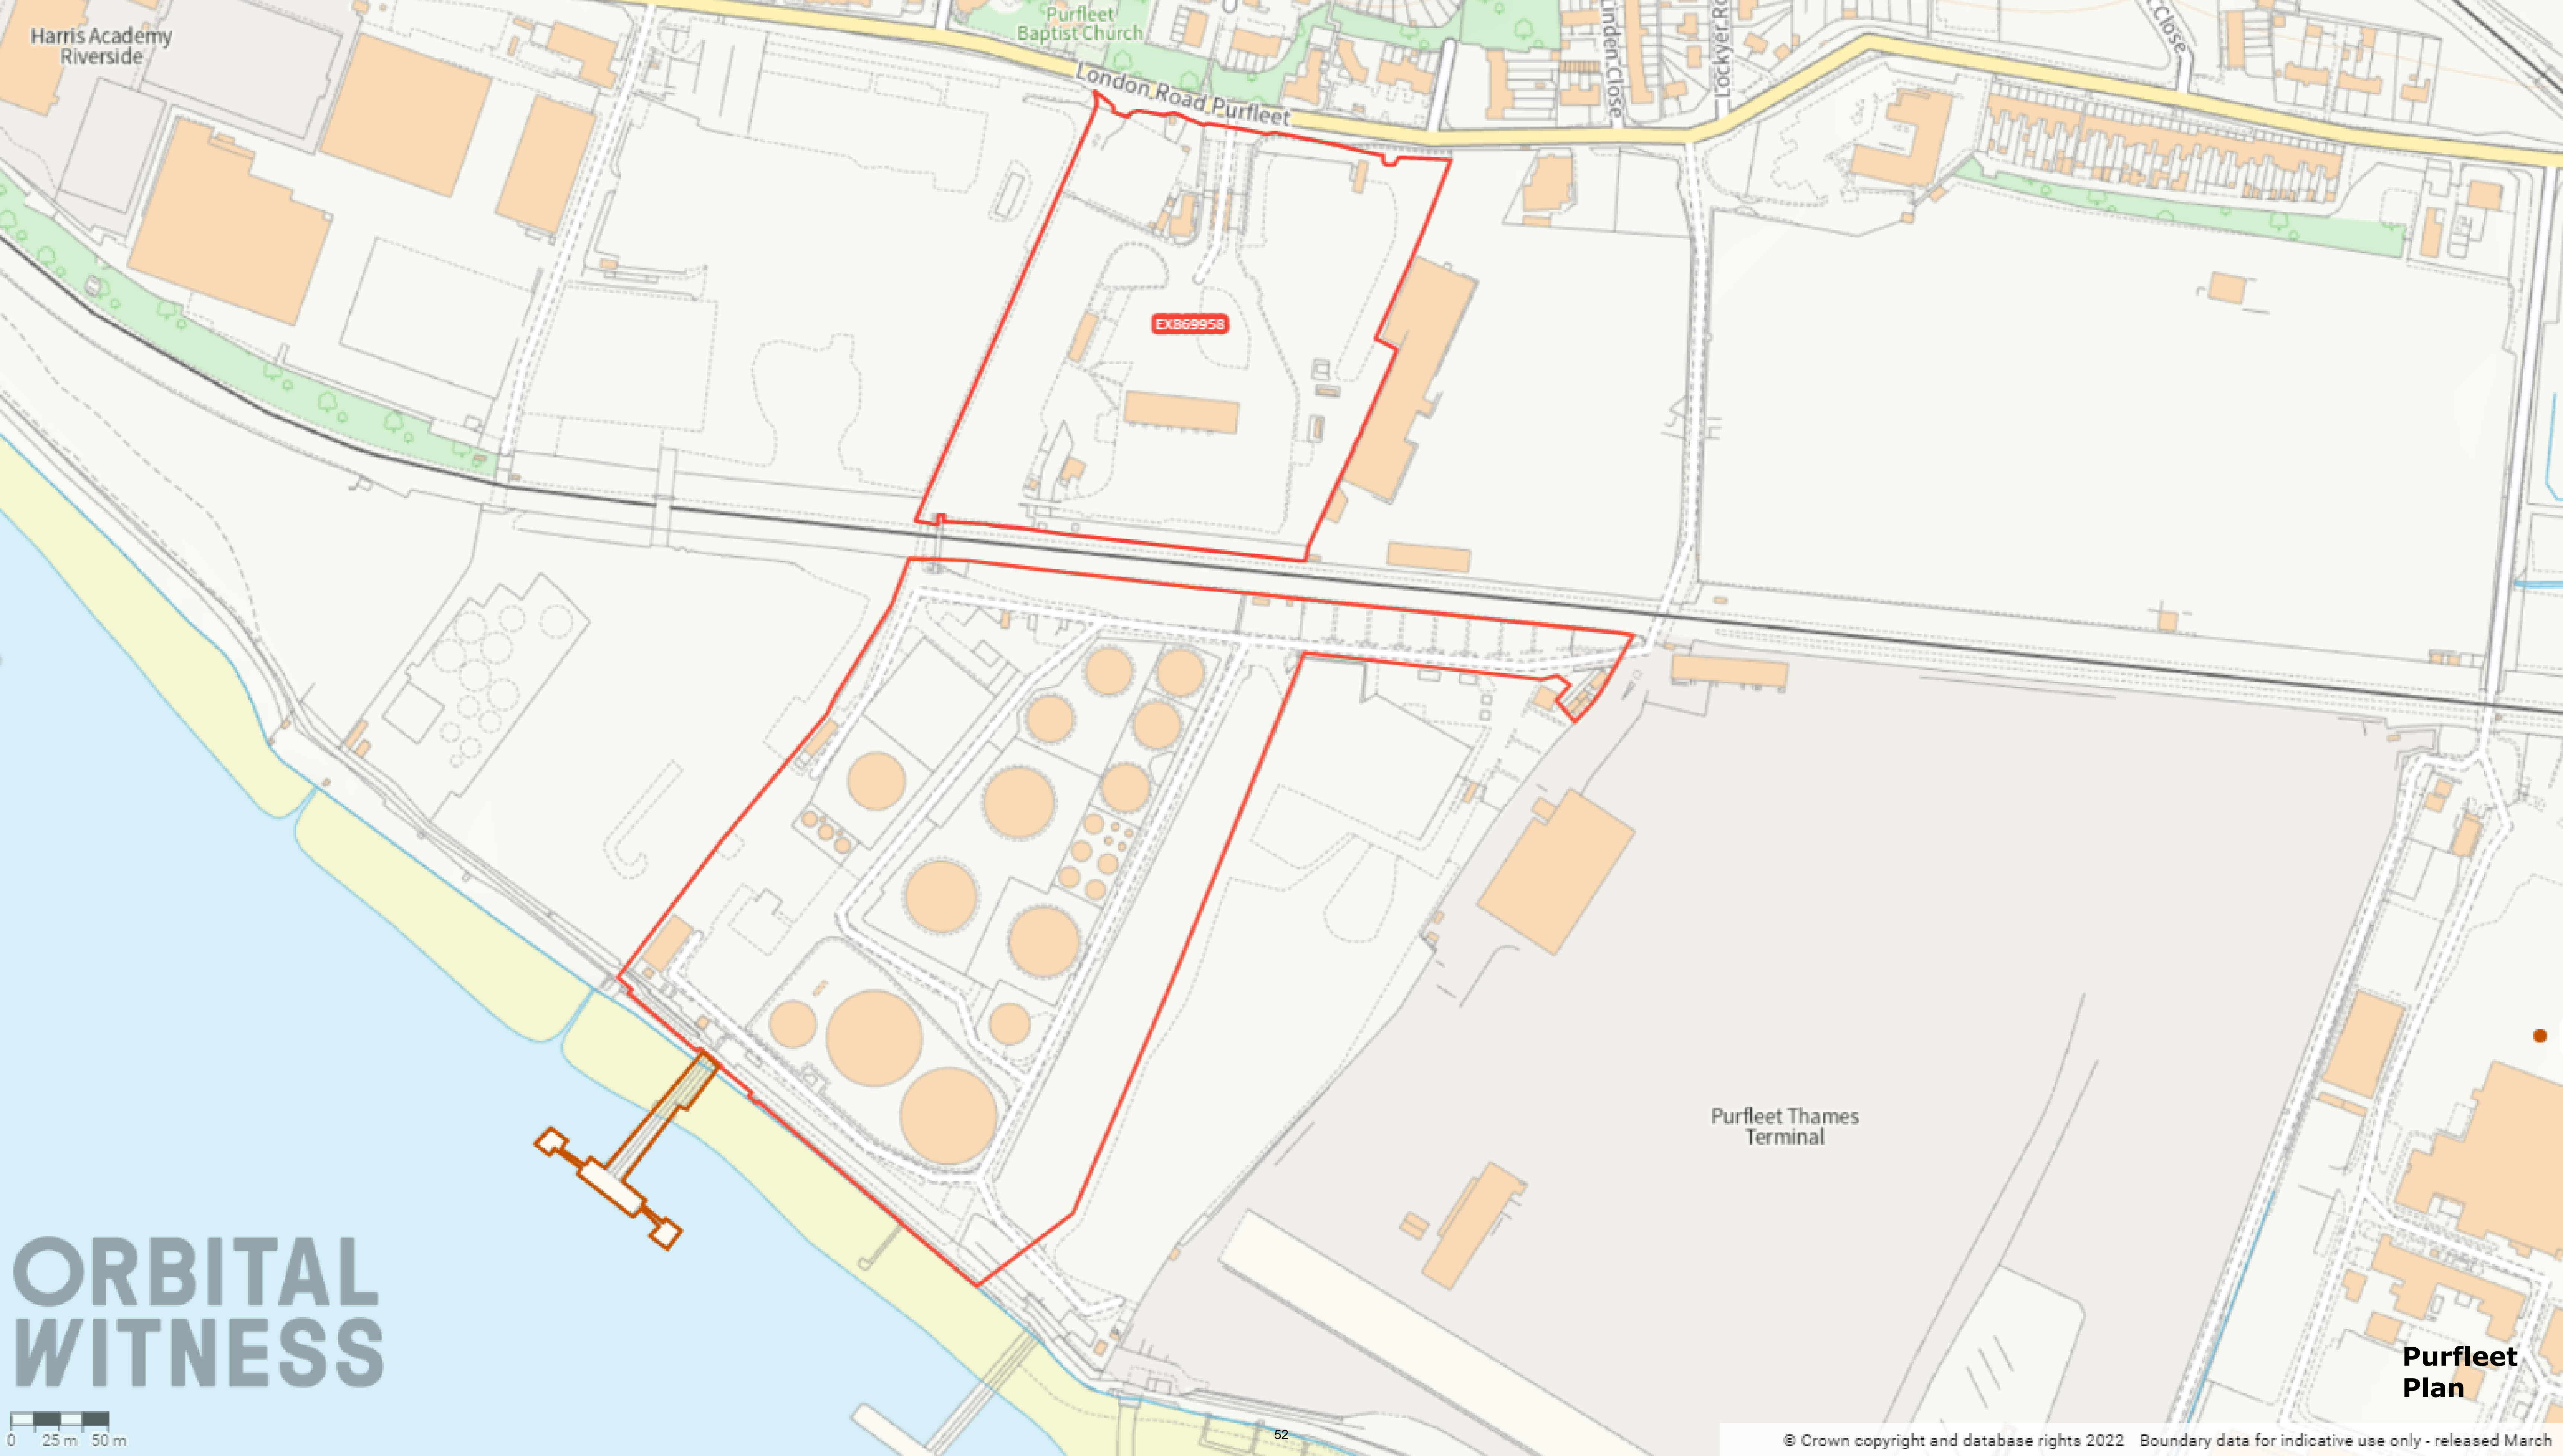 Harris Academy
Riverside
Purfleet
Baptist Church
London Road Purfleet
Linden Close
Close
EX869958
Purfleet Thames
Terminal
ORBITAL
WITNESS
0 25 m 50 m
Purfleet
Plan
52
© Crown copyright and database rights 2022 Boundary data for indicative use only - released March